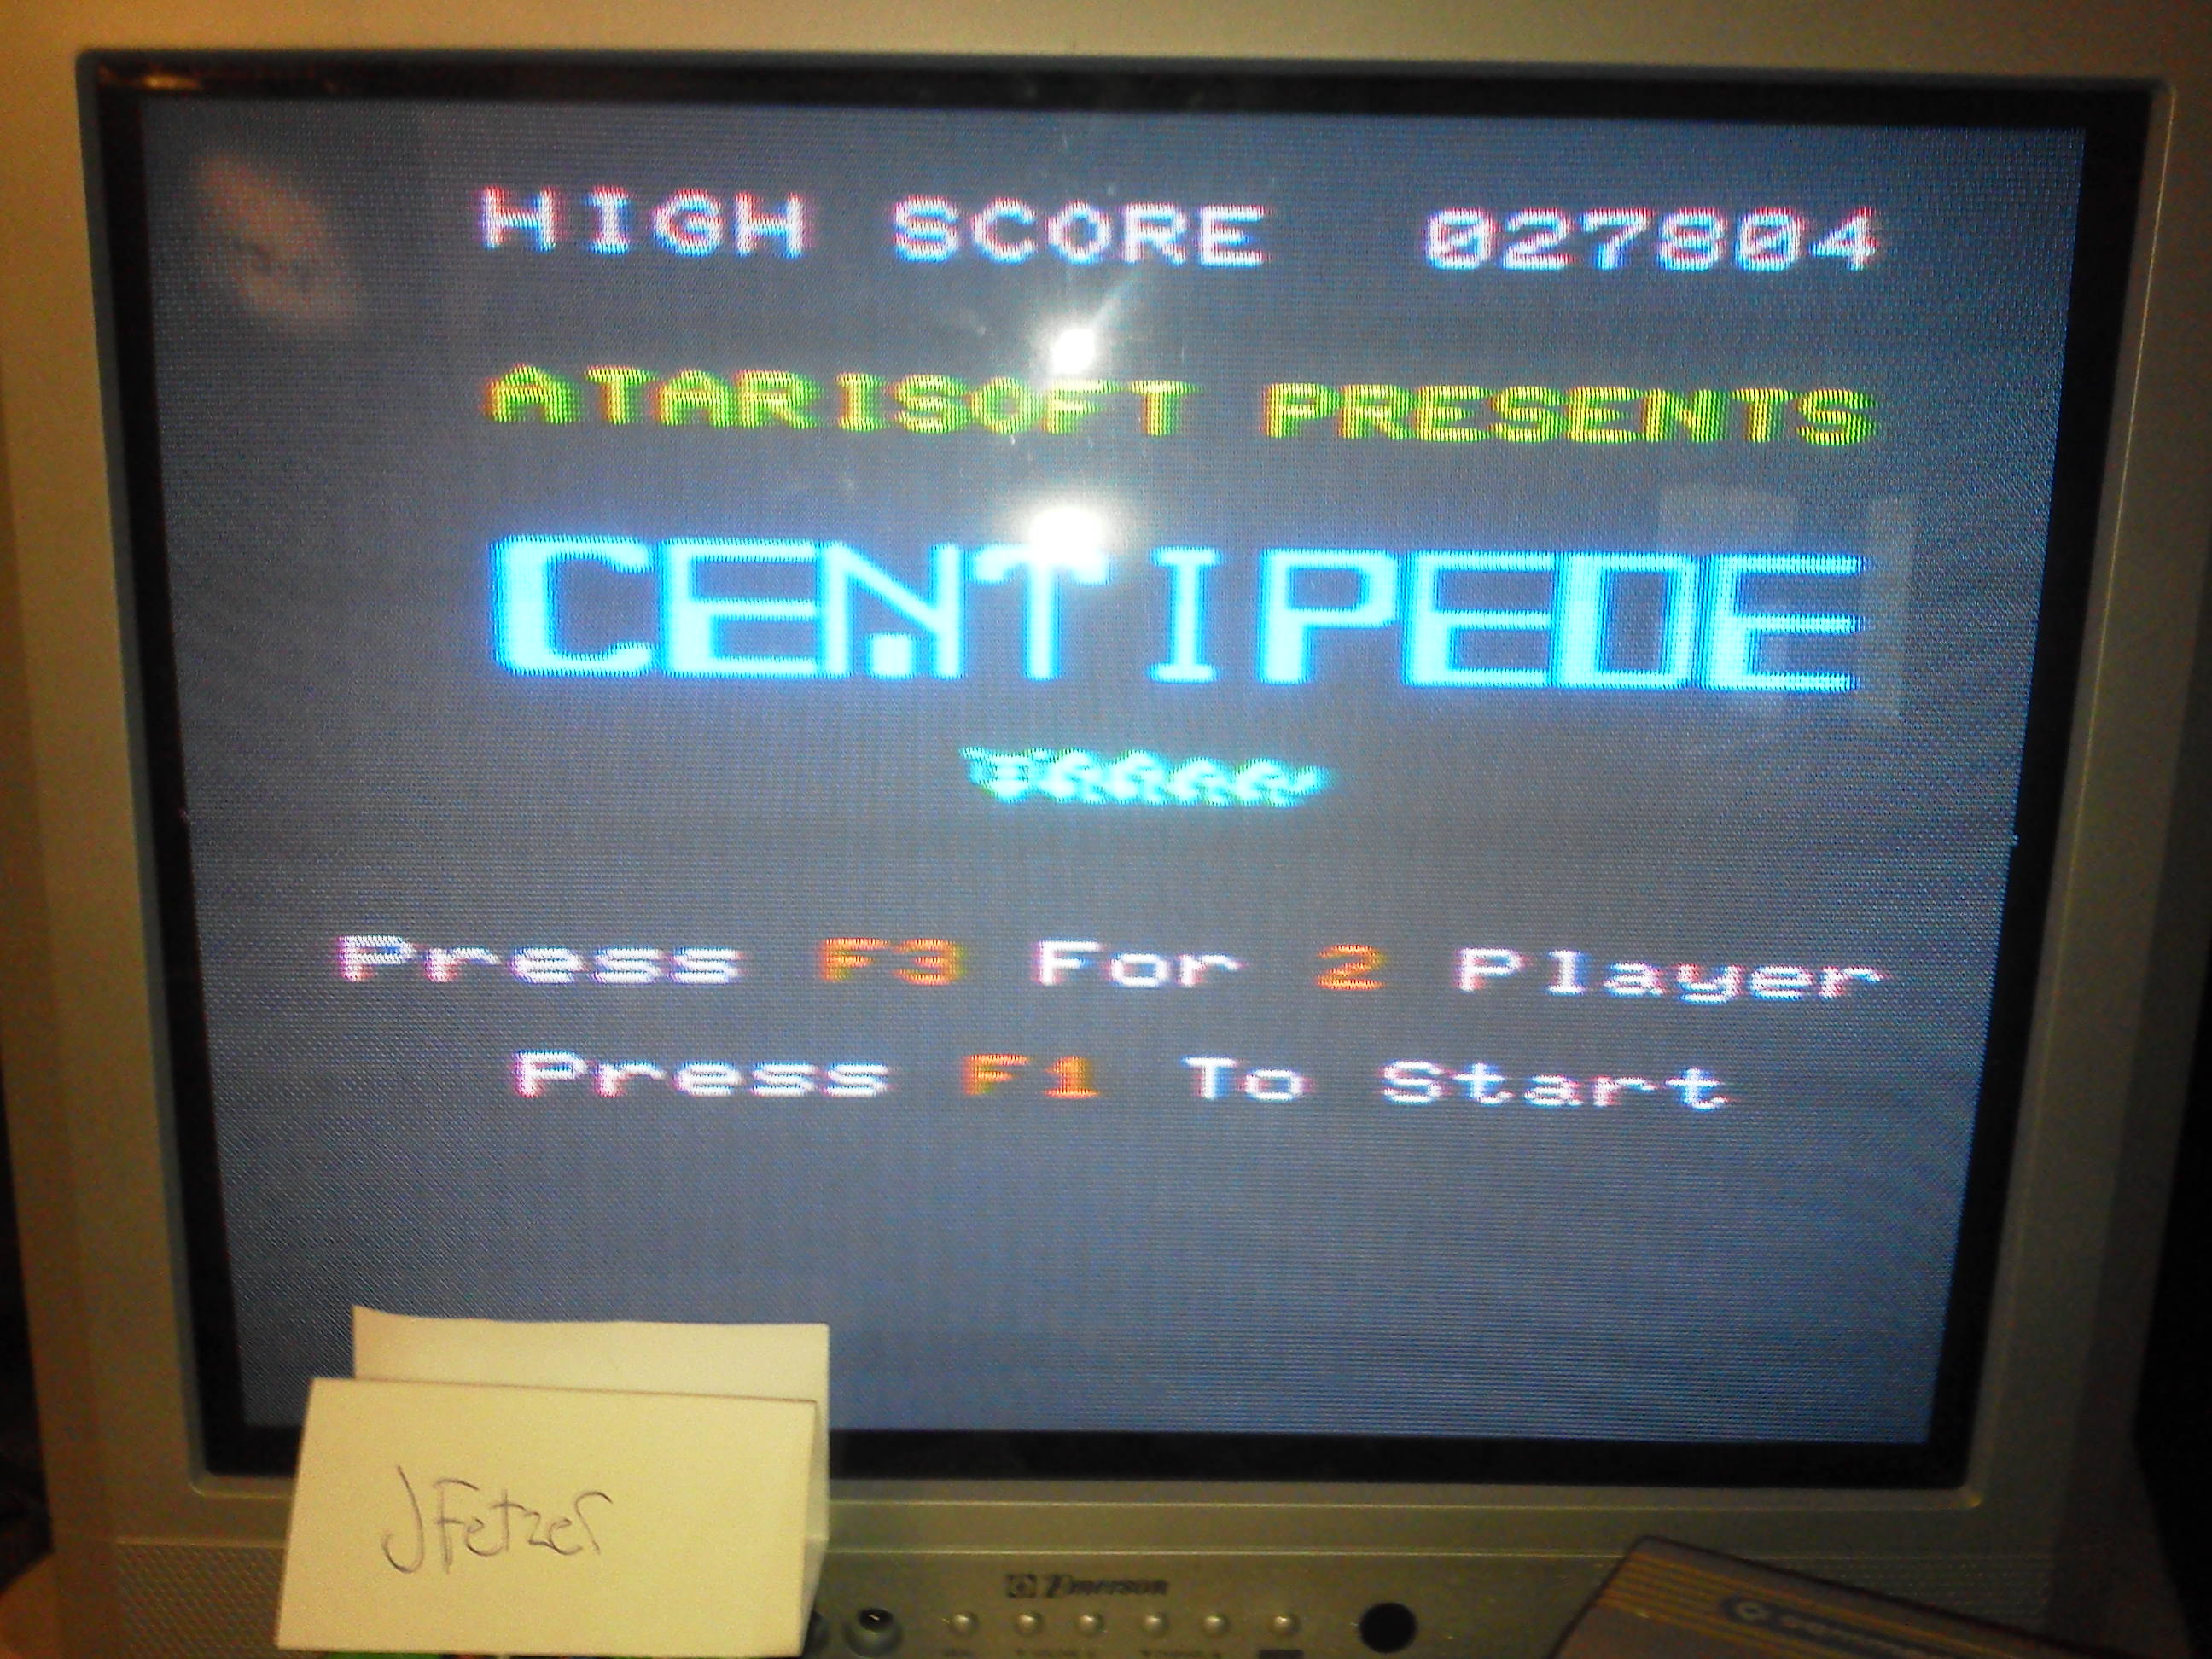 HIGH SCORE 027804
ATARISOFT PRESENTS
CENTIPEDE
Press F3 For 2 Player
Press F1 To Start
JFetzer
Emerson